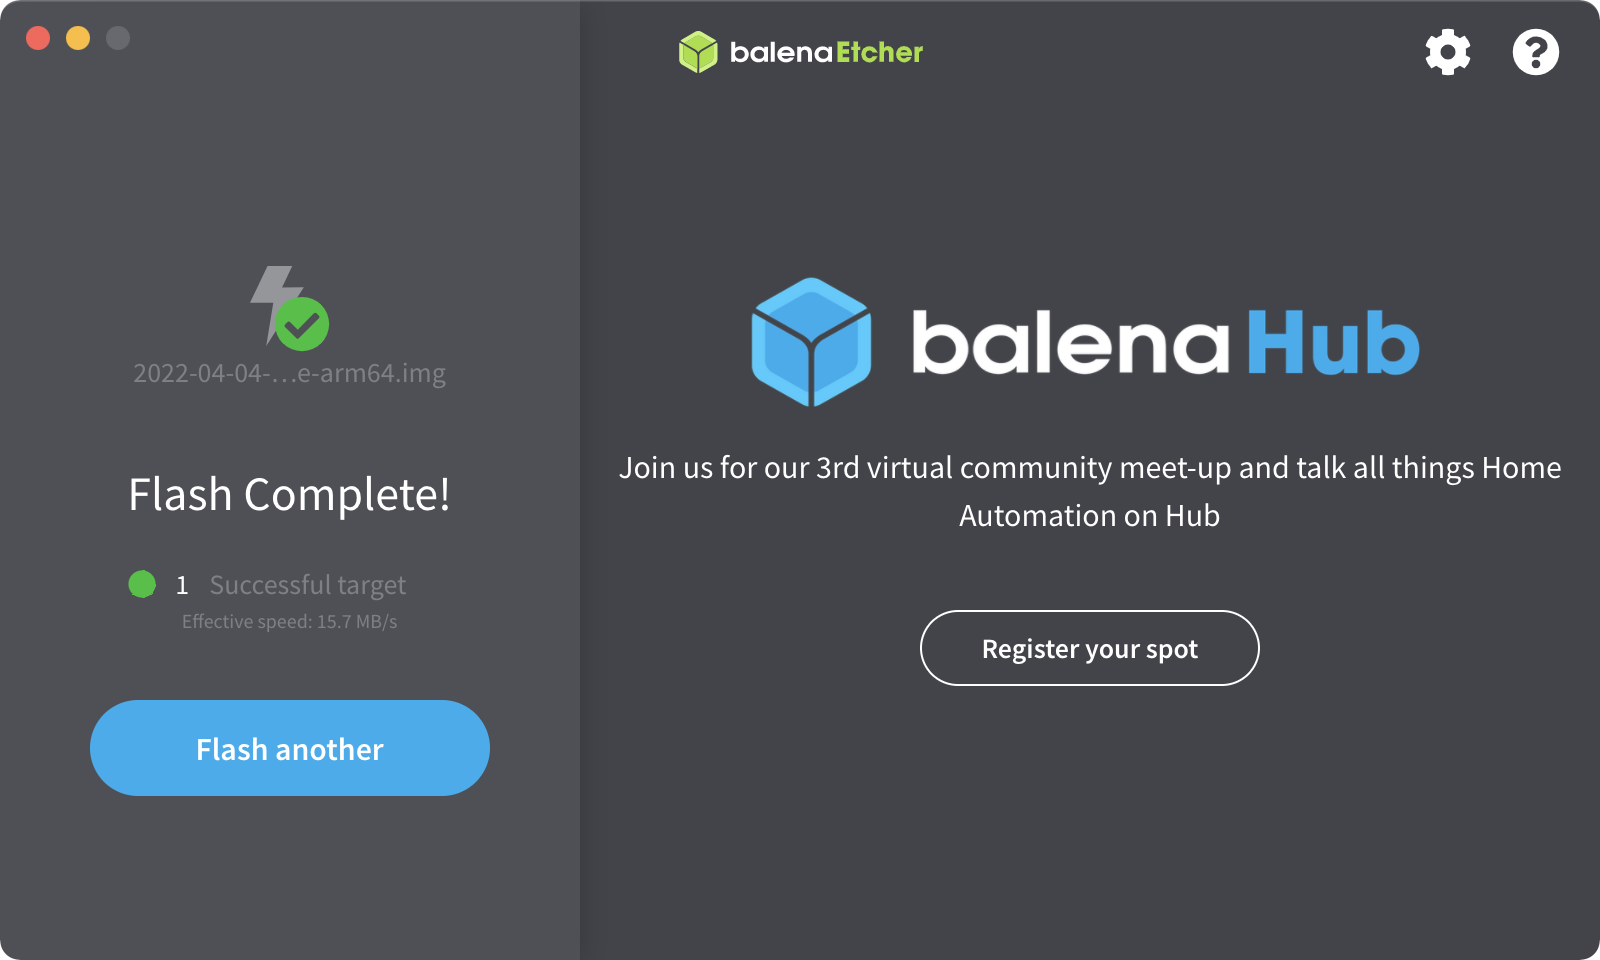 balenaEtcher
2022-04-04-…e-arm64.img
Flash Complete!
1 Successful target
Effective speed: 15.7 MB/s
Flash another
balenaHub
Join us for our 3rd virtual community meet-up and talk all things Home
Automation on Hub
Register your spot